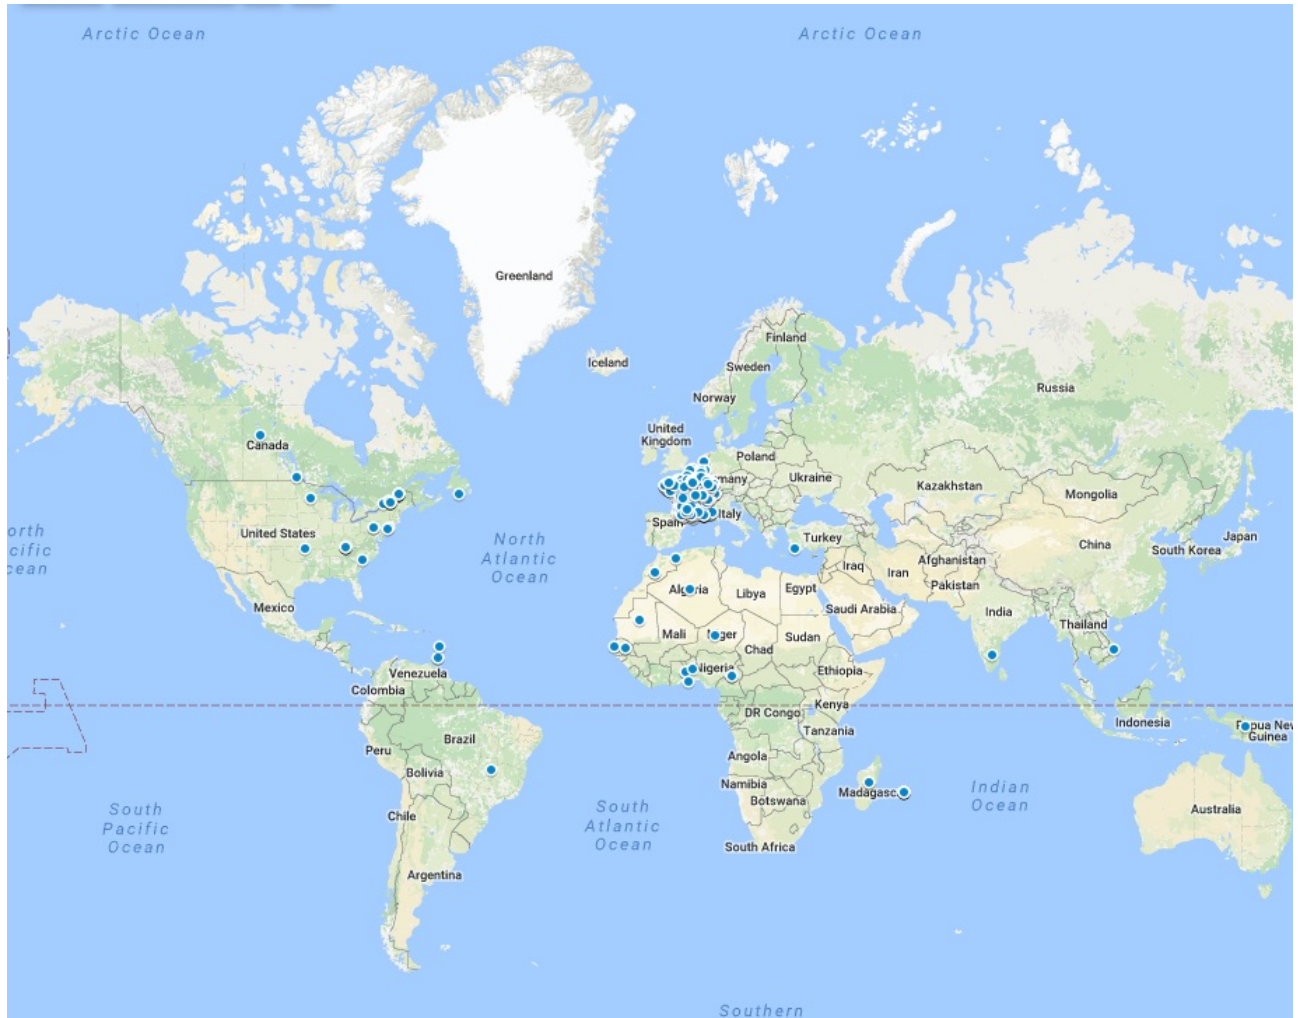 Arctic Ocean
Arctic Ocean
Greenland
Iceland
Finland
Sweden
Russia
Norway
United
Kingdom
Canada
Poland
Ukraine
Kazakhstan
Mongolia
Spain
Italy
United States
North
Atlantic
Ocean
Turkey
China
Japan
South Korea
Iraq
Iran
Afghanistan
Pakistan
Libya
Egypt
Saudi Arabia
India
Mexico
Mali
Chad
Sudan
Thailand
Nigeria
Ethiopia
Venezuela
Colombia
DR Congo
Kenya
Tanzania
Indonesia
Guinea
Brazil
Peru
Bolivia
Angola
Namibia
Botswana
Indian
Ocean
South
Pacific
Ocean
South
Atlantic
Ocean
Chile
Australia
South Africa
Argentina
Southern